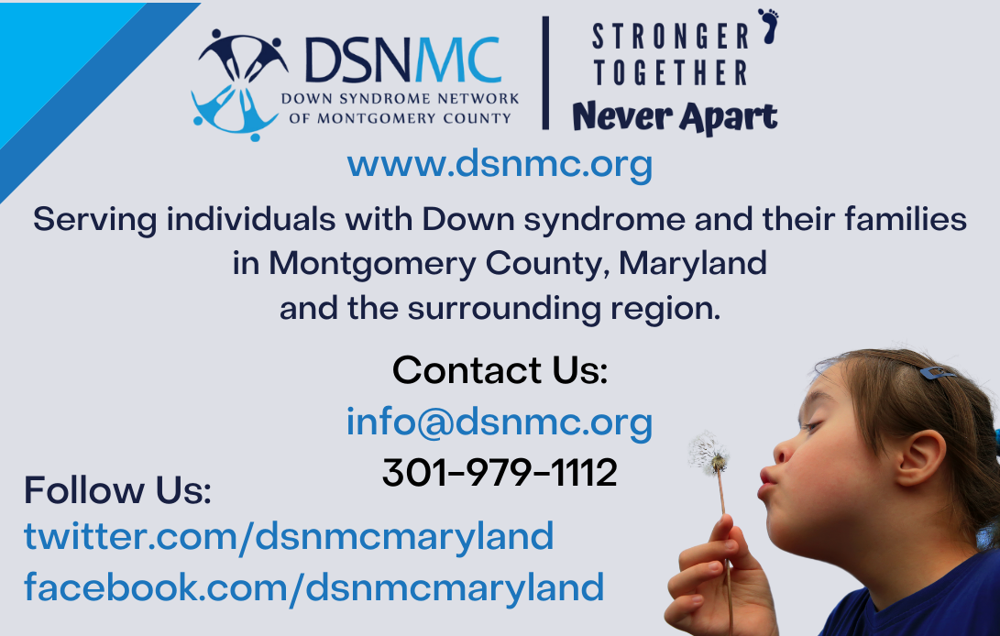 DSNMC
DOWN SYNDROME NETWORK
OF MONTGOMERY COUNTY
STRONGER
TOGETHER
Never Apart
www.dsnmc.org
Serving individuals with Down syndrome and their families
in Montgomery County, Maryland
and the surrounding region.
Contact Us:
info@dsnmc.org
301-979-1112
Follow Us:
twitter.com/dsnmcmaryland
facebook.com/dsnmcmaryland